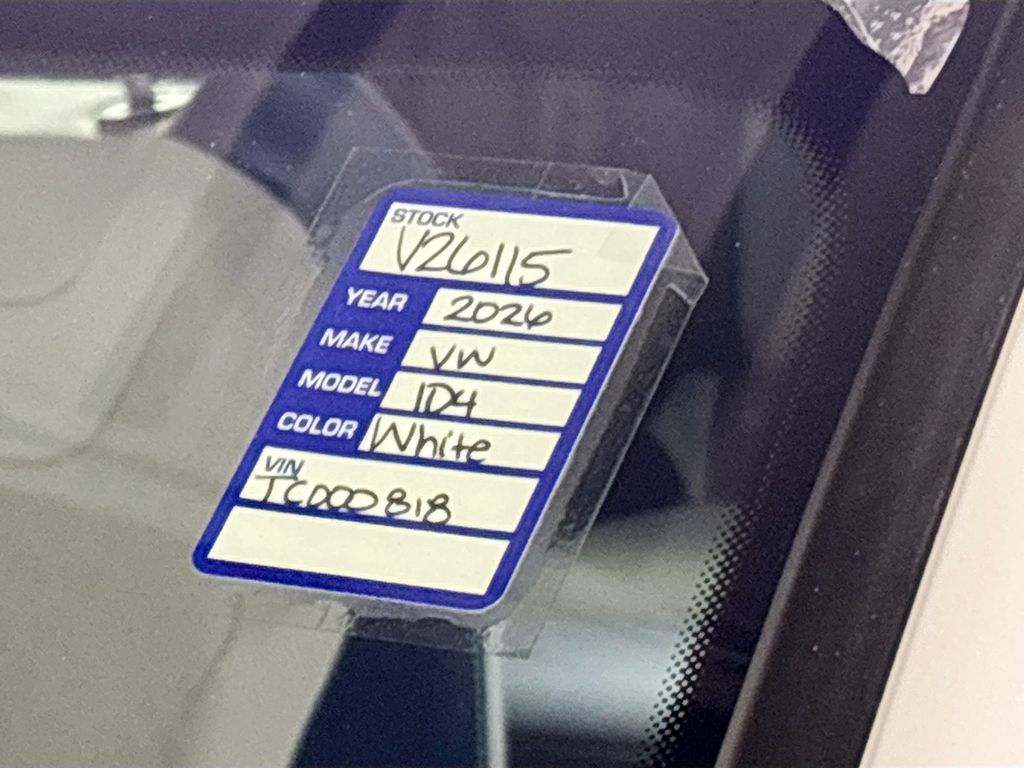 STOCK
V26115
YEAR 2026
MAKE VW
MODEL ID4
COLOR White
VIN
TC000818